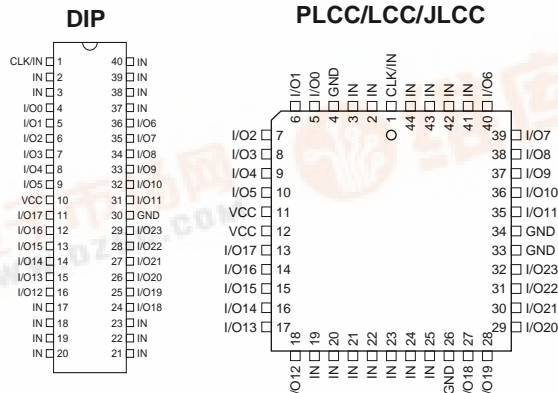 DIP
CLK/IN 1 40 IN
IN 2 39 IN
IN 3 38 IN
I/O0 4 37 IN
I/O1 5 36 I/O6
I/O2 6 35 I/O7
I/O3 7 34 I/O8
I/O4 8 33 I/O9
I/O5 9 32 I/O10
VCC 10 31 I/O11
I/O17 11 30 GND
I/O16 12 29 I/O23
I/O15 13 28 I/O22
I/O14 14 27 I/O21
I/O13 15 26 I/O20
I/O12 16 25 I/O19
IN 17 24 I/O18
IN 18 23 IN
IN 19 22 IN
IN 20 21 IN
PLCC/LCC/JLCC
I/O1 I/O0 GND IN IN CLK/IN IN IN IN IN I/O6
6 5 4 3 2 1 44 43 42 41 40
I/O2 7 39 I/O7
I/O3 8 38 I/O8
I/O4 9 37 I/O9
I/O5 10 36 I/O10
VCC 11 35 I/O11
VCC 12 34 GND
I/O17 13 33 GND
I/O16 14 32 I/O23
I/O15 15 31 I/O22
I/O14 16 30 I/O21
I/O13 17 29 I/O20
18 19 20 21 22 23 24 25 26 27 28
I/O12 IN IN IN IN IN IN IN GND I/O18 I/O19